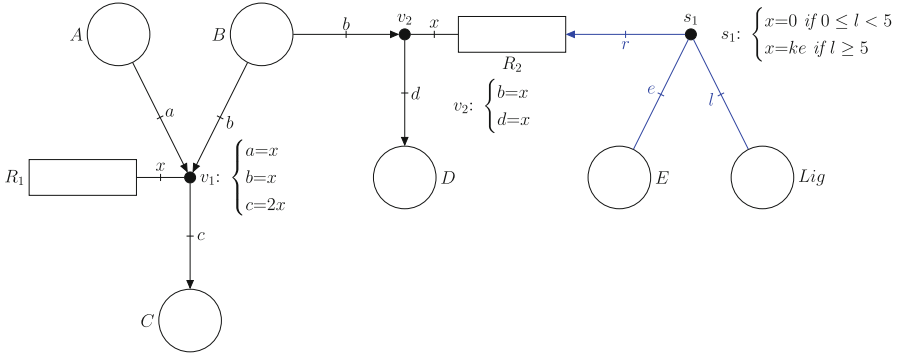 A
B
b
v₂
x
R₂
r
s₁
s₁: { x=0 if 0 ≤ l < 5
x=ke if l ≥ 5
a
b
d
v₂: { b=x
d=x
e
l
R₁
x
v₁: { a=x
b=x
c=2x
D
E
Lig
c
C